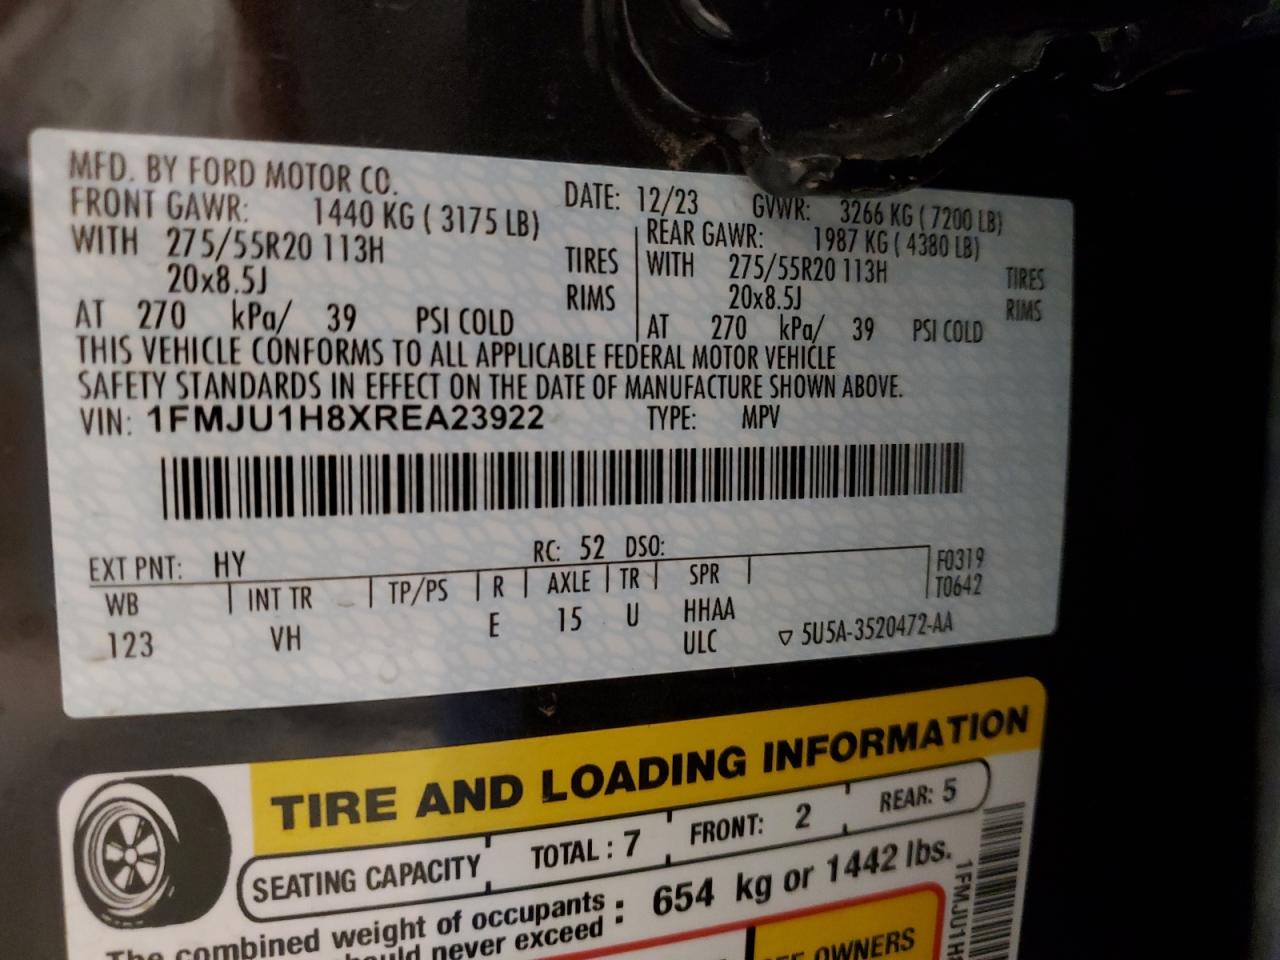 MFD. BY FORD MOTOR CO.
DATE: 12/23 GVWR: 3266 KG ( 7200 LB)
FRONT GAWR: 1440 KG ( 3175 LB)
REAR GAWR: 1987 KG ( 4380 LB)
WITH 275/55R20 113H TIRES
WITH 275/55R20 113H TIRES
20x8.5J RIMS
20x8.5J RIMS
AT 270 kPa/ 39 PSI COLD
AT 270 kPa/ 39 PSI COLD
THIS VEHICLE CONFORMS TO ALL APPLICABLE FEDERAL MOTOR VEHICLE
SAFETY STANDARDS IN EFFECT ON THE DATE OF MANUFACTURE SHOWN ABOVE.
VIN: 1FMJU1H8XREA23922 TYPE: MPV
EXT PNT: HY RC: 52 DSO:
WB | INT TR | TP/PS | R | AXLE | TR | SPR | F0319
T0642
123 VH E 15 U HHAA
ULC ▽ 5U5A-3520472-AA
TIRE AND LOADING INFORMATION
SEATING CAPACITY TOTAL : 7 FRONT: 2 REAR: 5
The combined weight of occupants
never exceed : 654 kg or 1442 lbs.
OWNERS
1FMJU1H